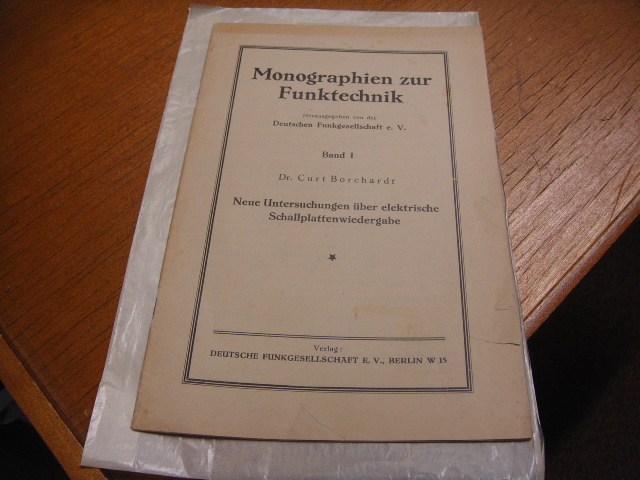 Monographien zur
Funktechnik
Herausgegeben von der
Deutschen Funkgesellschaft e. V.
Band 1
Dr. Curt Borchardt
Neue Untersuchungen über elektrische
Schallplattenwiedergabe
Verlag:
DEUTSCHE FUNKGESELLSCHAFT E. V., BERLIN W 15